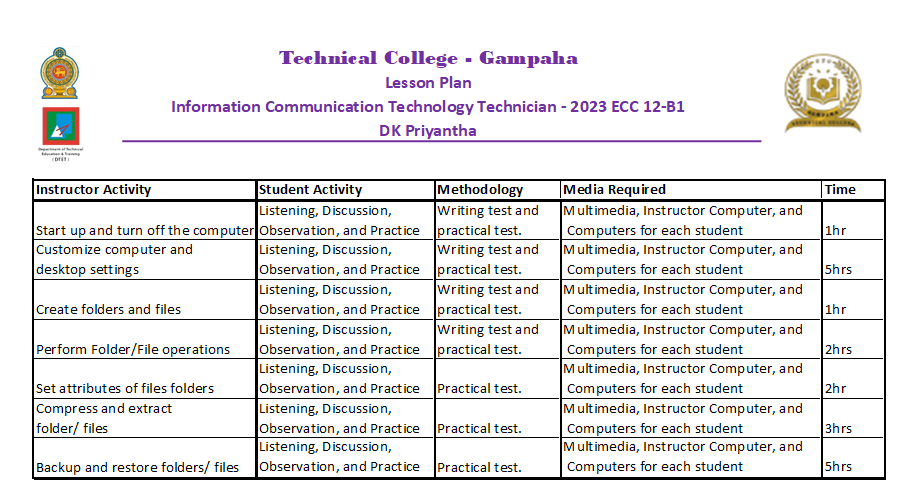 Technical College - Gampaha
Lesson Plan
Information Communication Technology Technician - 2023 ECC 12-B1
DK Priyantha
Department of Technical
Education & Training
( DTET )
Instructor Activity Student Activity Methodology Media Required Time
Start up and turn off the computer Listening, Discussion, Observation, and Practice Writing test and practical test. Multimedia, Instructor Computer, and Computers for each student 1hr
Customize computer and desktop settings Listening, Discussion, Observation, and Practice Writing test and practical test. Multimedia, Instructor Computer, and Computers for each student 5hrs
Create folders and files Listening, Discussion, Observation, and Practice Writing test and practical test. Multimedia, Instructor Computer, and Computers for each student 1hr
Perform Folder/File operations Listening, Discussion, Observation, and Practice Writing test and practical test. Multimedia, Instructor Computer, and Computers for each student 2hrs
Set attributes of files folders Listening, Discussion, Observation, and Practice Practical test. Multimedia, Instructor Computer, and Computers for each student 2hr
Compress and extract folder/ files Listening, Discussion, Observation, and Practice Practical test. Multimedia, Instructor Computer, and Computers for each student 3hrs
Backup and restore folders/ files Listening, Discussion, Observation, and Practice Practical test. Multimedia, Instructor Computer, and Computers for each student 5hrs